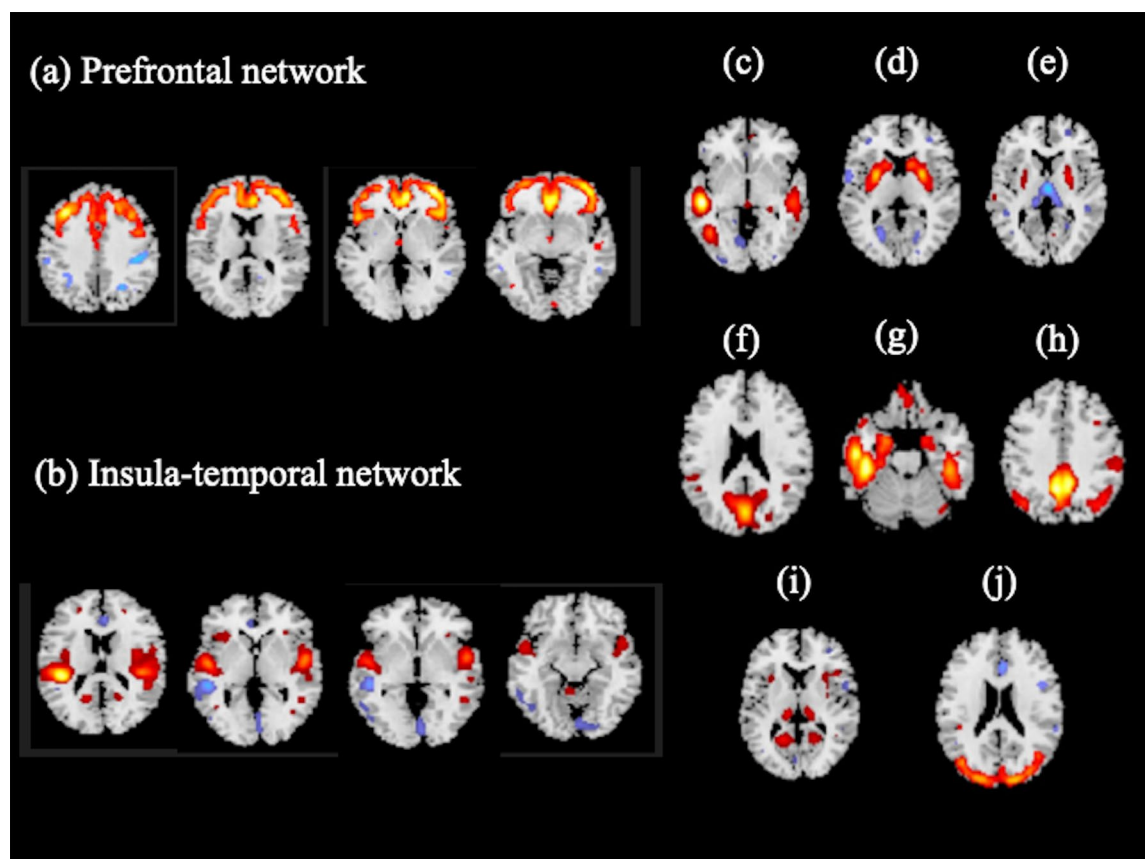 (a) Prefrontal network
(c)
(d)
(e)
(f)
(g)
(h)
(b) Insula-temporal network
(i)
(j)